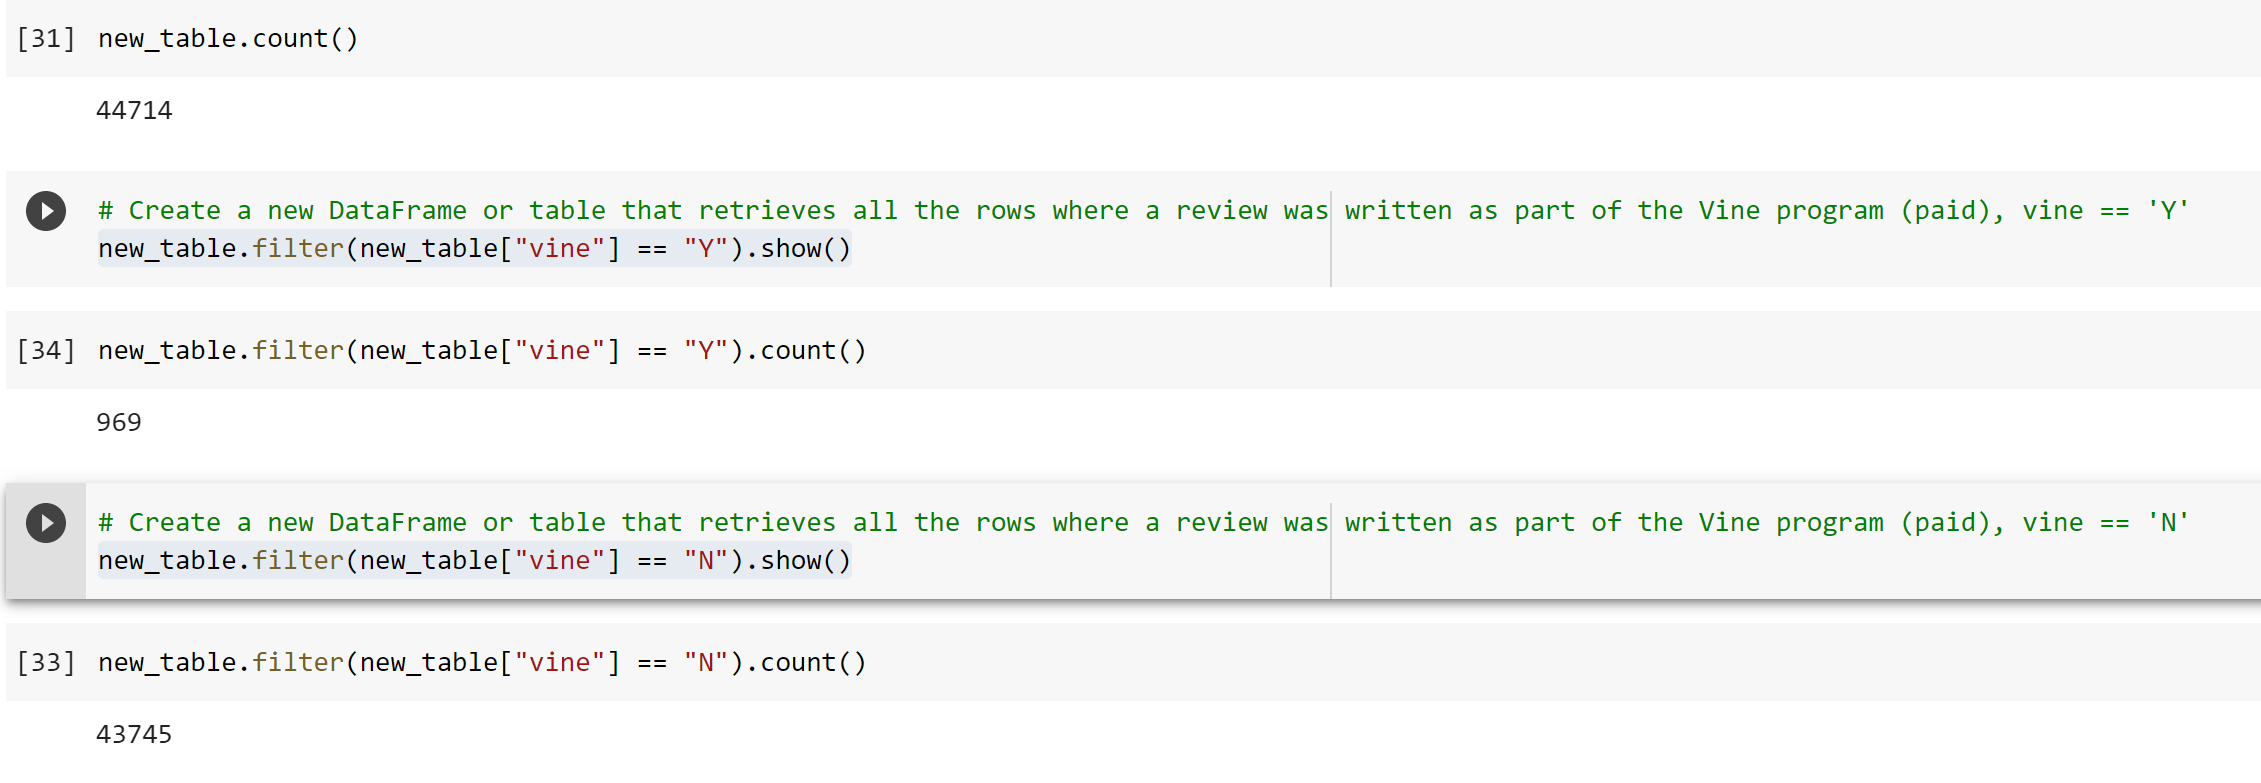 [31] new_table.count()
44714
# Create a new DataFrame or table that retrieves all the rows where a review was written as part of the Vine program (paid), vine == 'Y'
new_table.filter(new_table["vine"] == "Y").show()
[34] new_table.filter(new_table["vine"] == "Y").count()
969
# Create a new DataFrame or table that retrieves all the rows where a review was written as part of the Vine program (paid), vine == 'N'
new_table.filter(new_table["vine"] == "N").show()
[33] new_table.filter(new_table["vine"] == "N").count()
43745